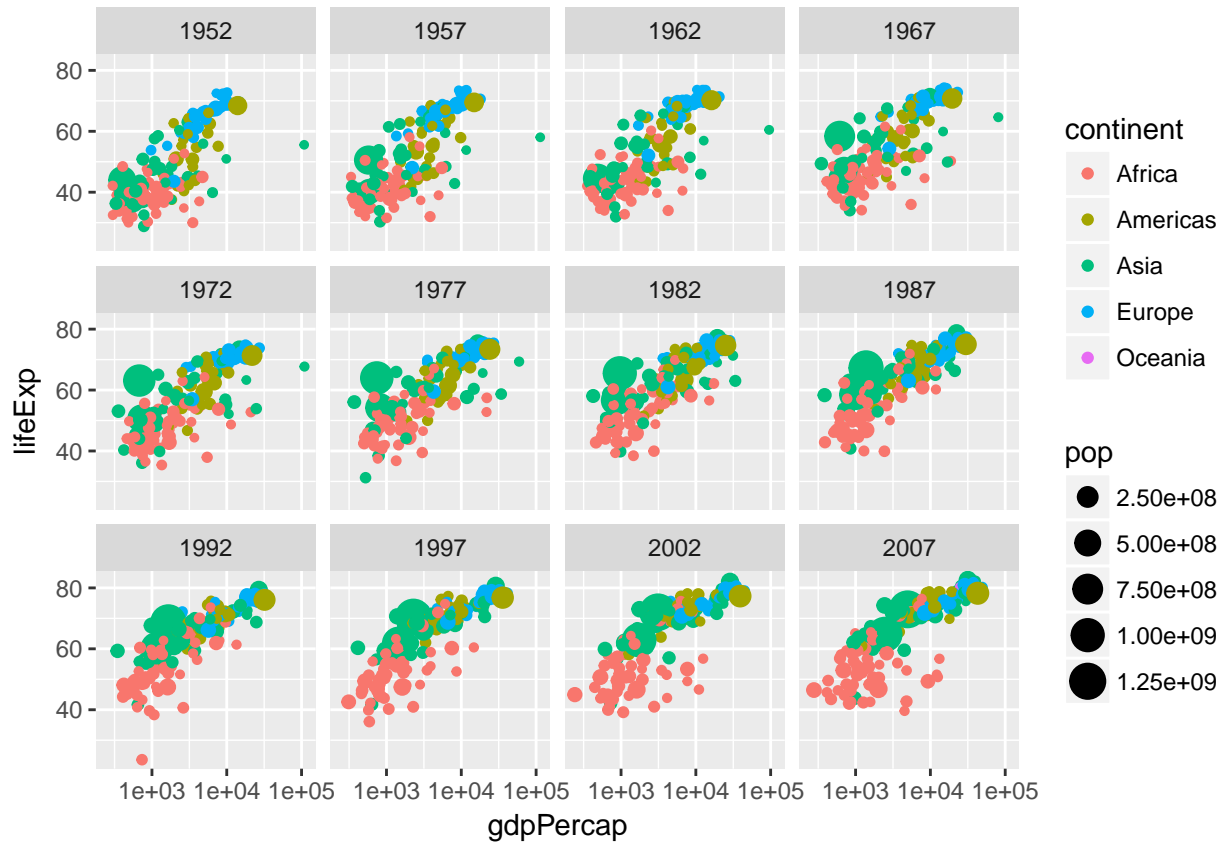 1952 1957 1962 1967
80
60
40
1972 1977 1982 1987
80
60
40
1992 1997 2002 2007
80
60
40
1e+03 1e+04 1e+05 1e+03 1e+04 1e+05 1e+03 1e+04 1e+05 1e+03 1e+04 1e+05
gdpPercap
lifeExp
continent
Africa
Americas
Asia
Europe
Oceania
pop
2.50e+08
5.00e+08
7.50e+08
1.00e+09
1.25e+09